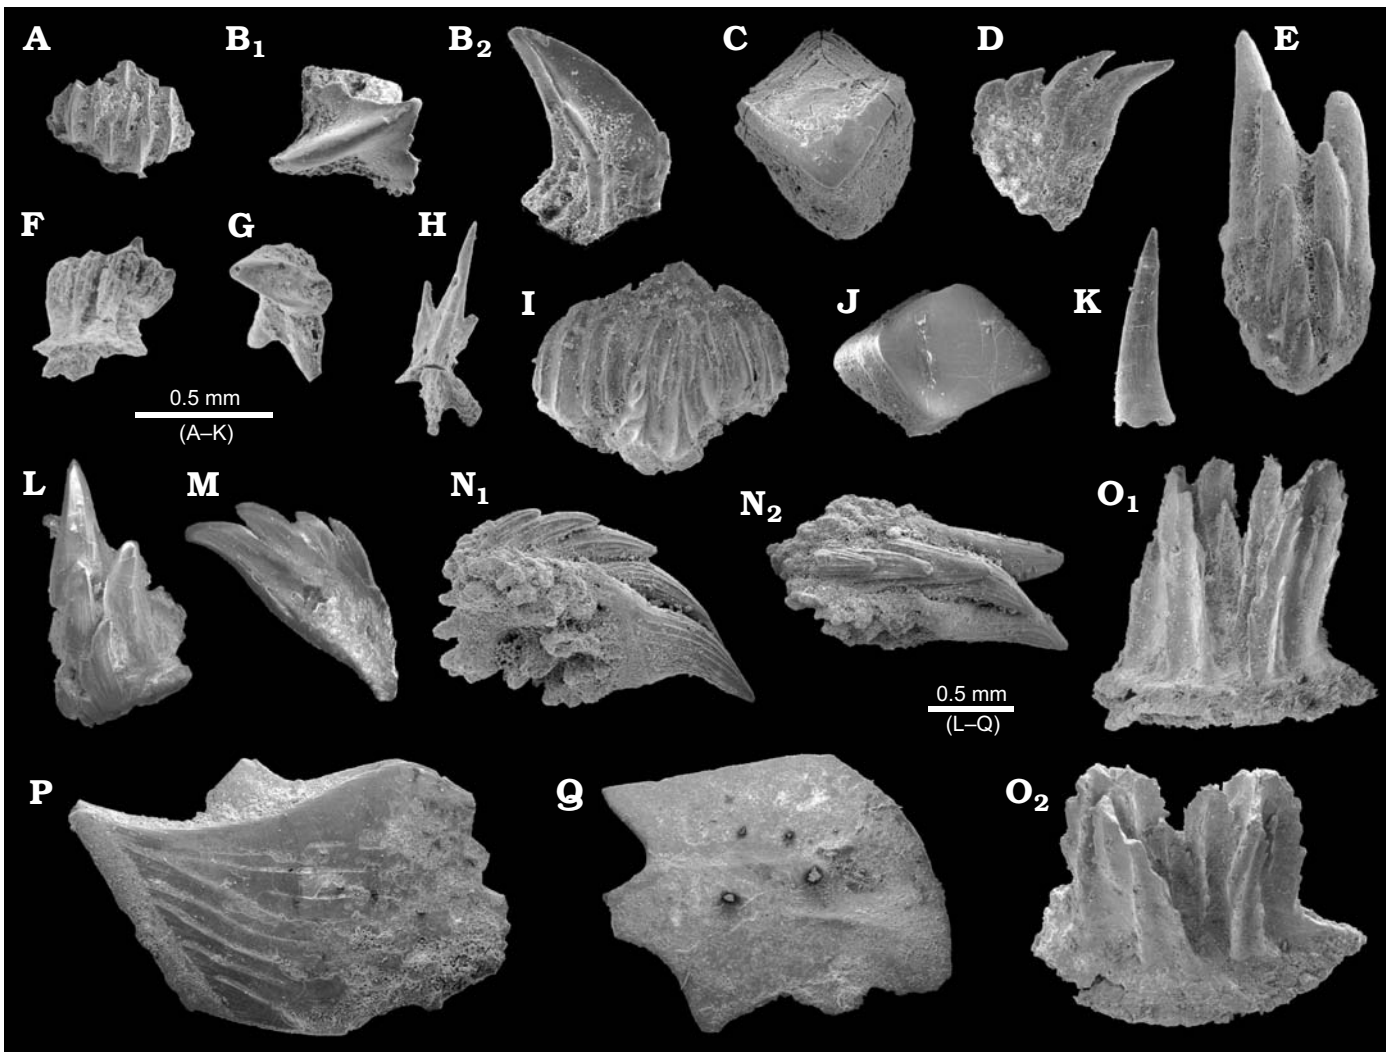 A B1 B2 C D E
F G H I J K
0.5 mm
(A–K)
L M N1 N2 O1
0.5 mm
(L–Q)
P Q O2